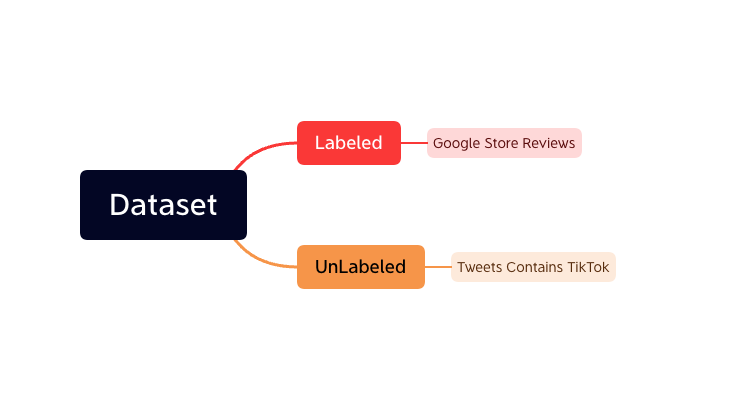 Dataset
Labeled
Google Store Reviews
UnLabeled
Tweets Contains TikTok